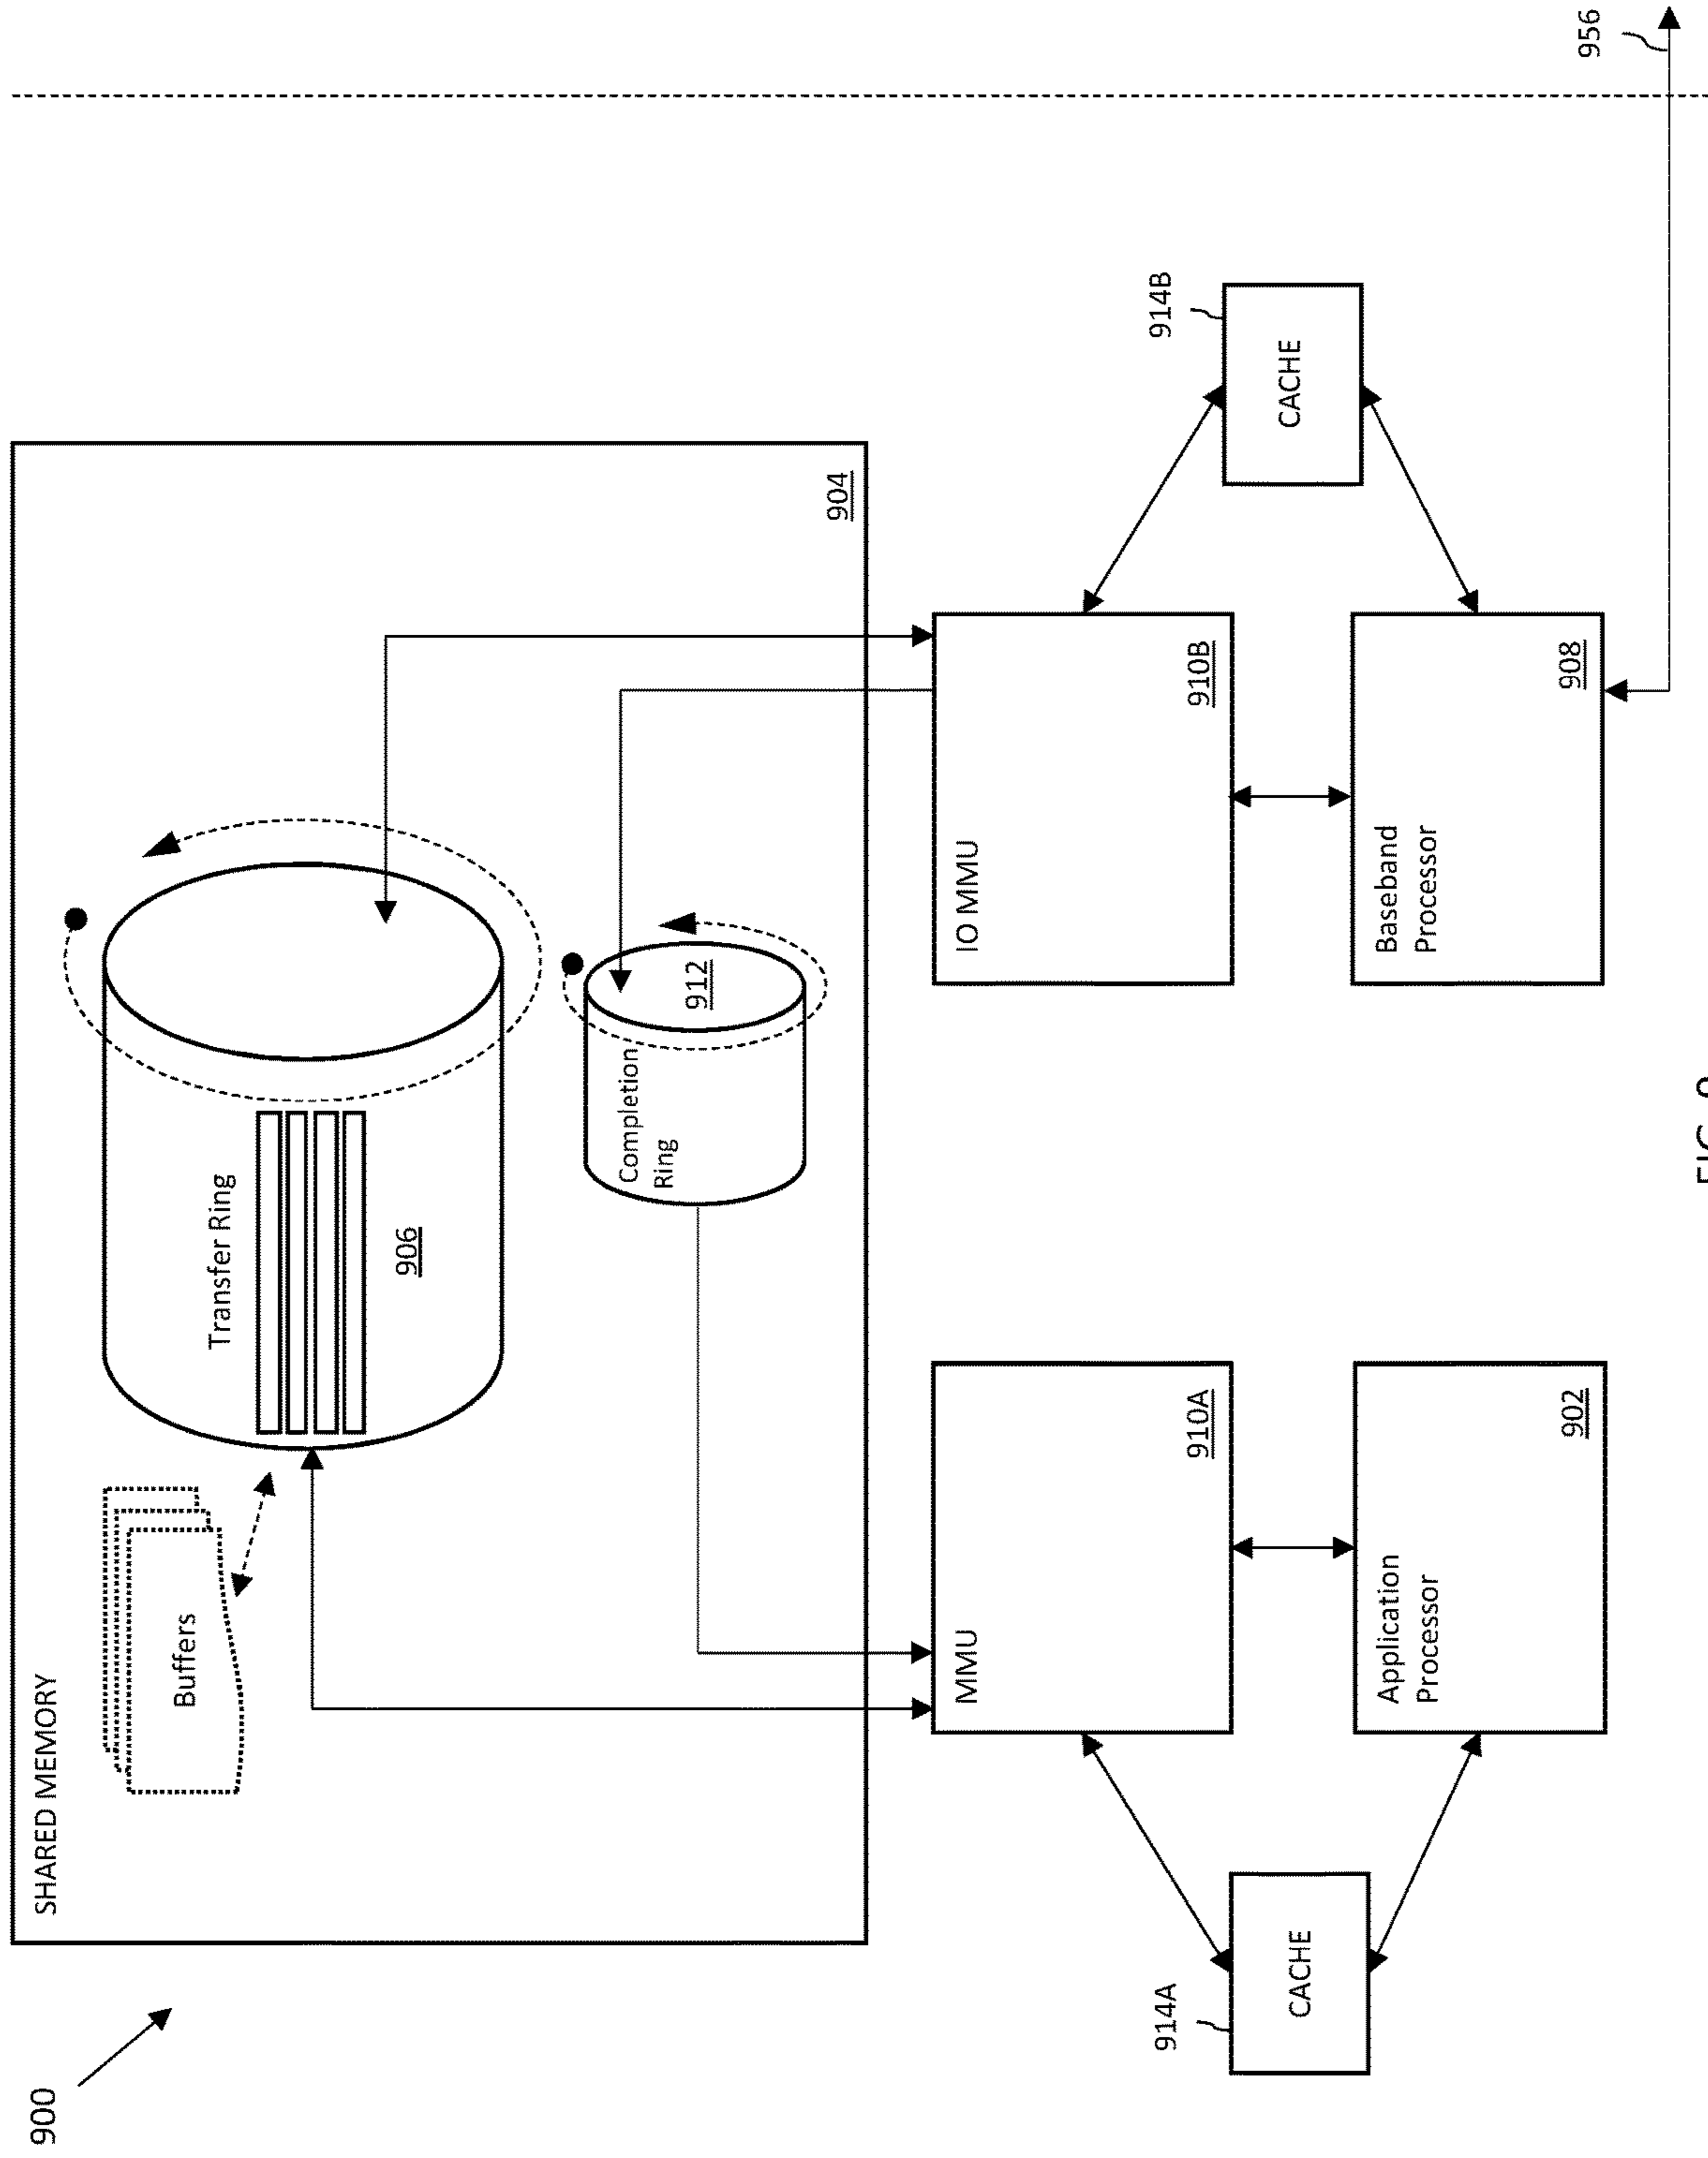 900
SHARED MEMORY
Buffers
Transfer Ring
906
Completion
Ring
912
904
914A
CACHE
MMU
910A
Application
Processor
902
IO MMU
910B
Baseband
Processor
908
914B
CACHE
956